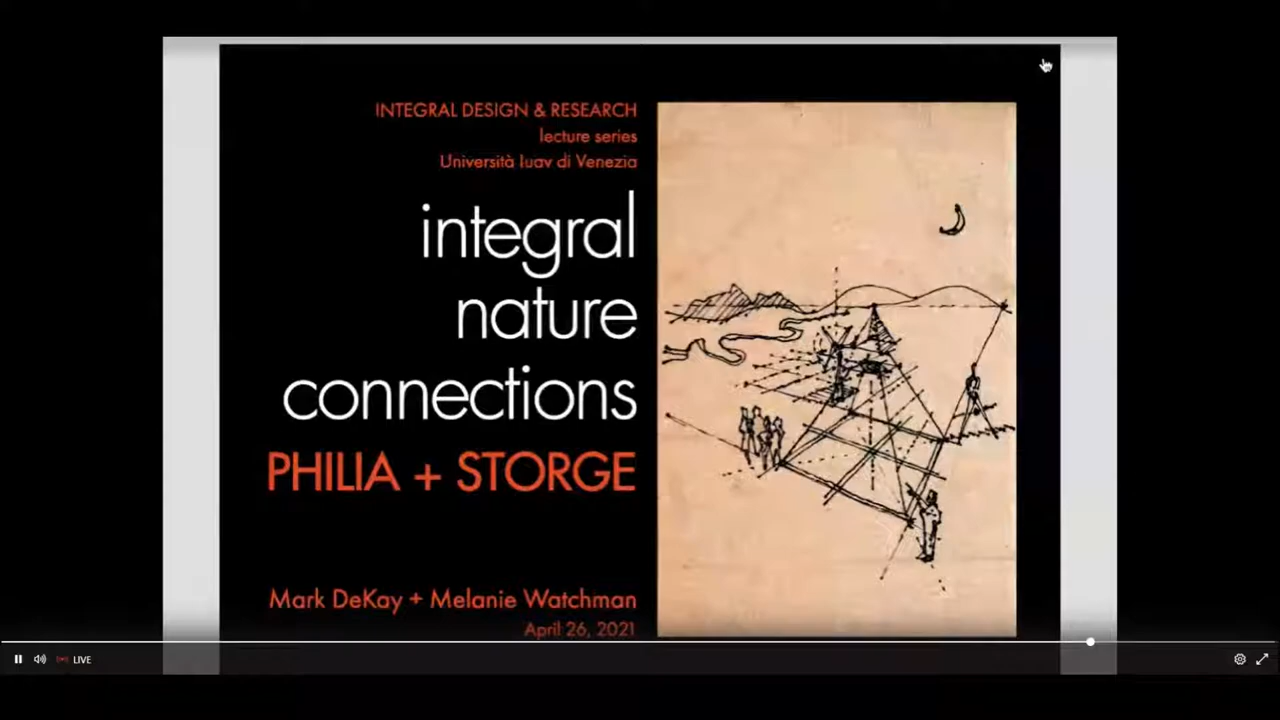 INTEGRAL DESIGN & RESEARCH
lecture series
Università Iuav di Venezia
integral
nature
connections
PHILIA + STORGE
Mark DeKay + Melanie Watchman
April 26, 2021
LIVE